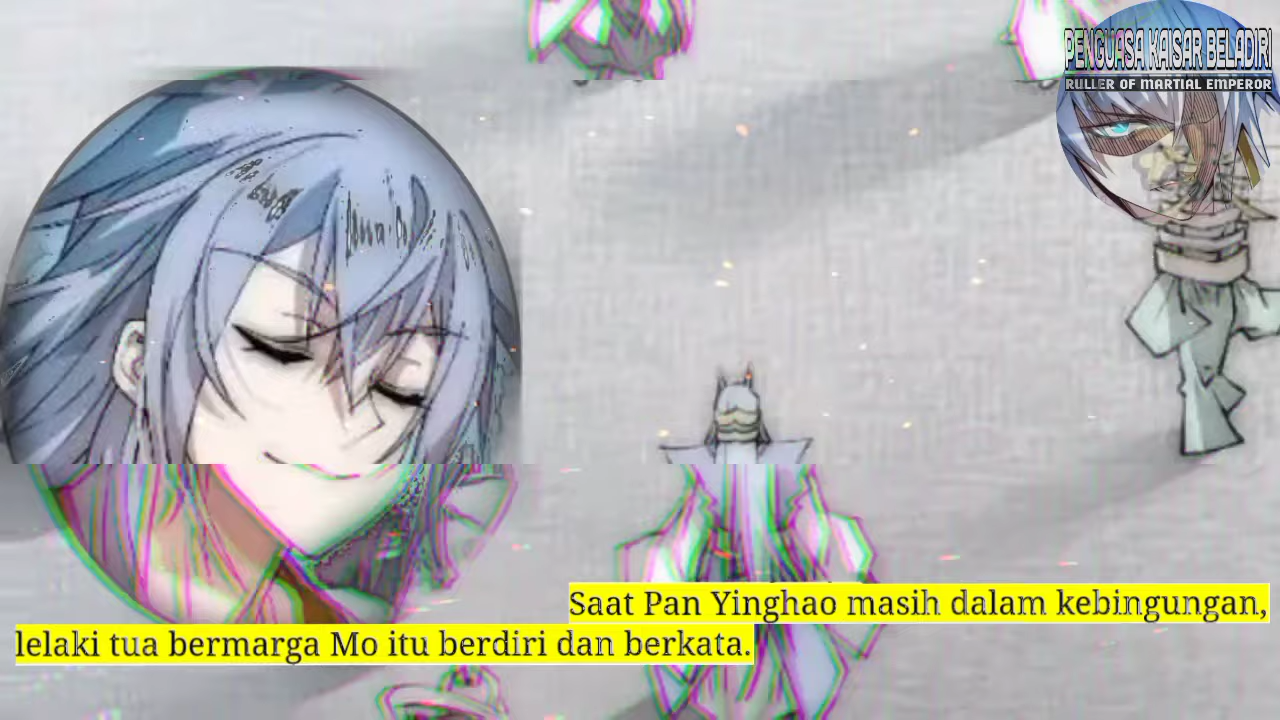 PENGUASA KAISAR BELADIRI
RULLER OF MARTIAL EMPEROR
Saat Pan Yinghao masih dalam kebingungan,
lelaki tua bermarga Mo itu berdiri dan berkata.